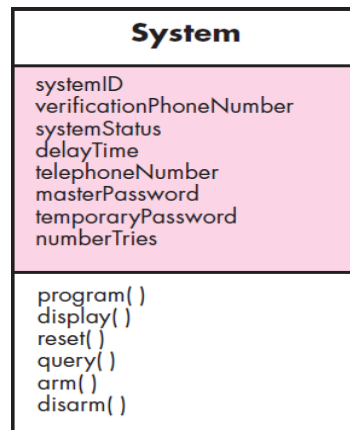 System
systemID
verificationPhoneNumber
systemStatus
delayTime
telephoneNumber
masterPassword
temporaryPassword
numberTries
program( )
display( )
reset( )
query( )
arm( )
disarm( )